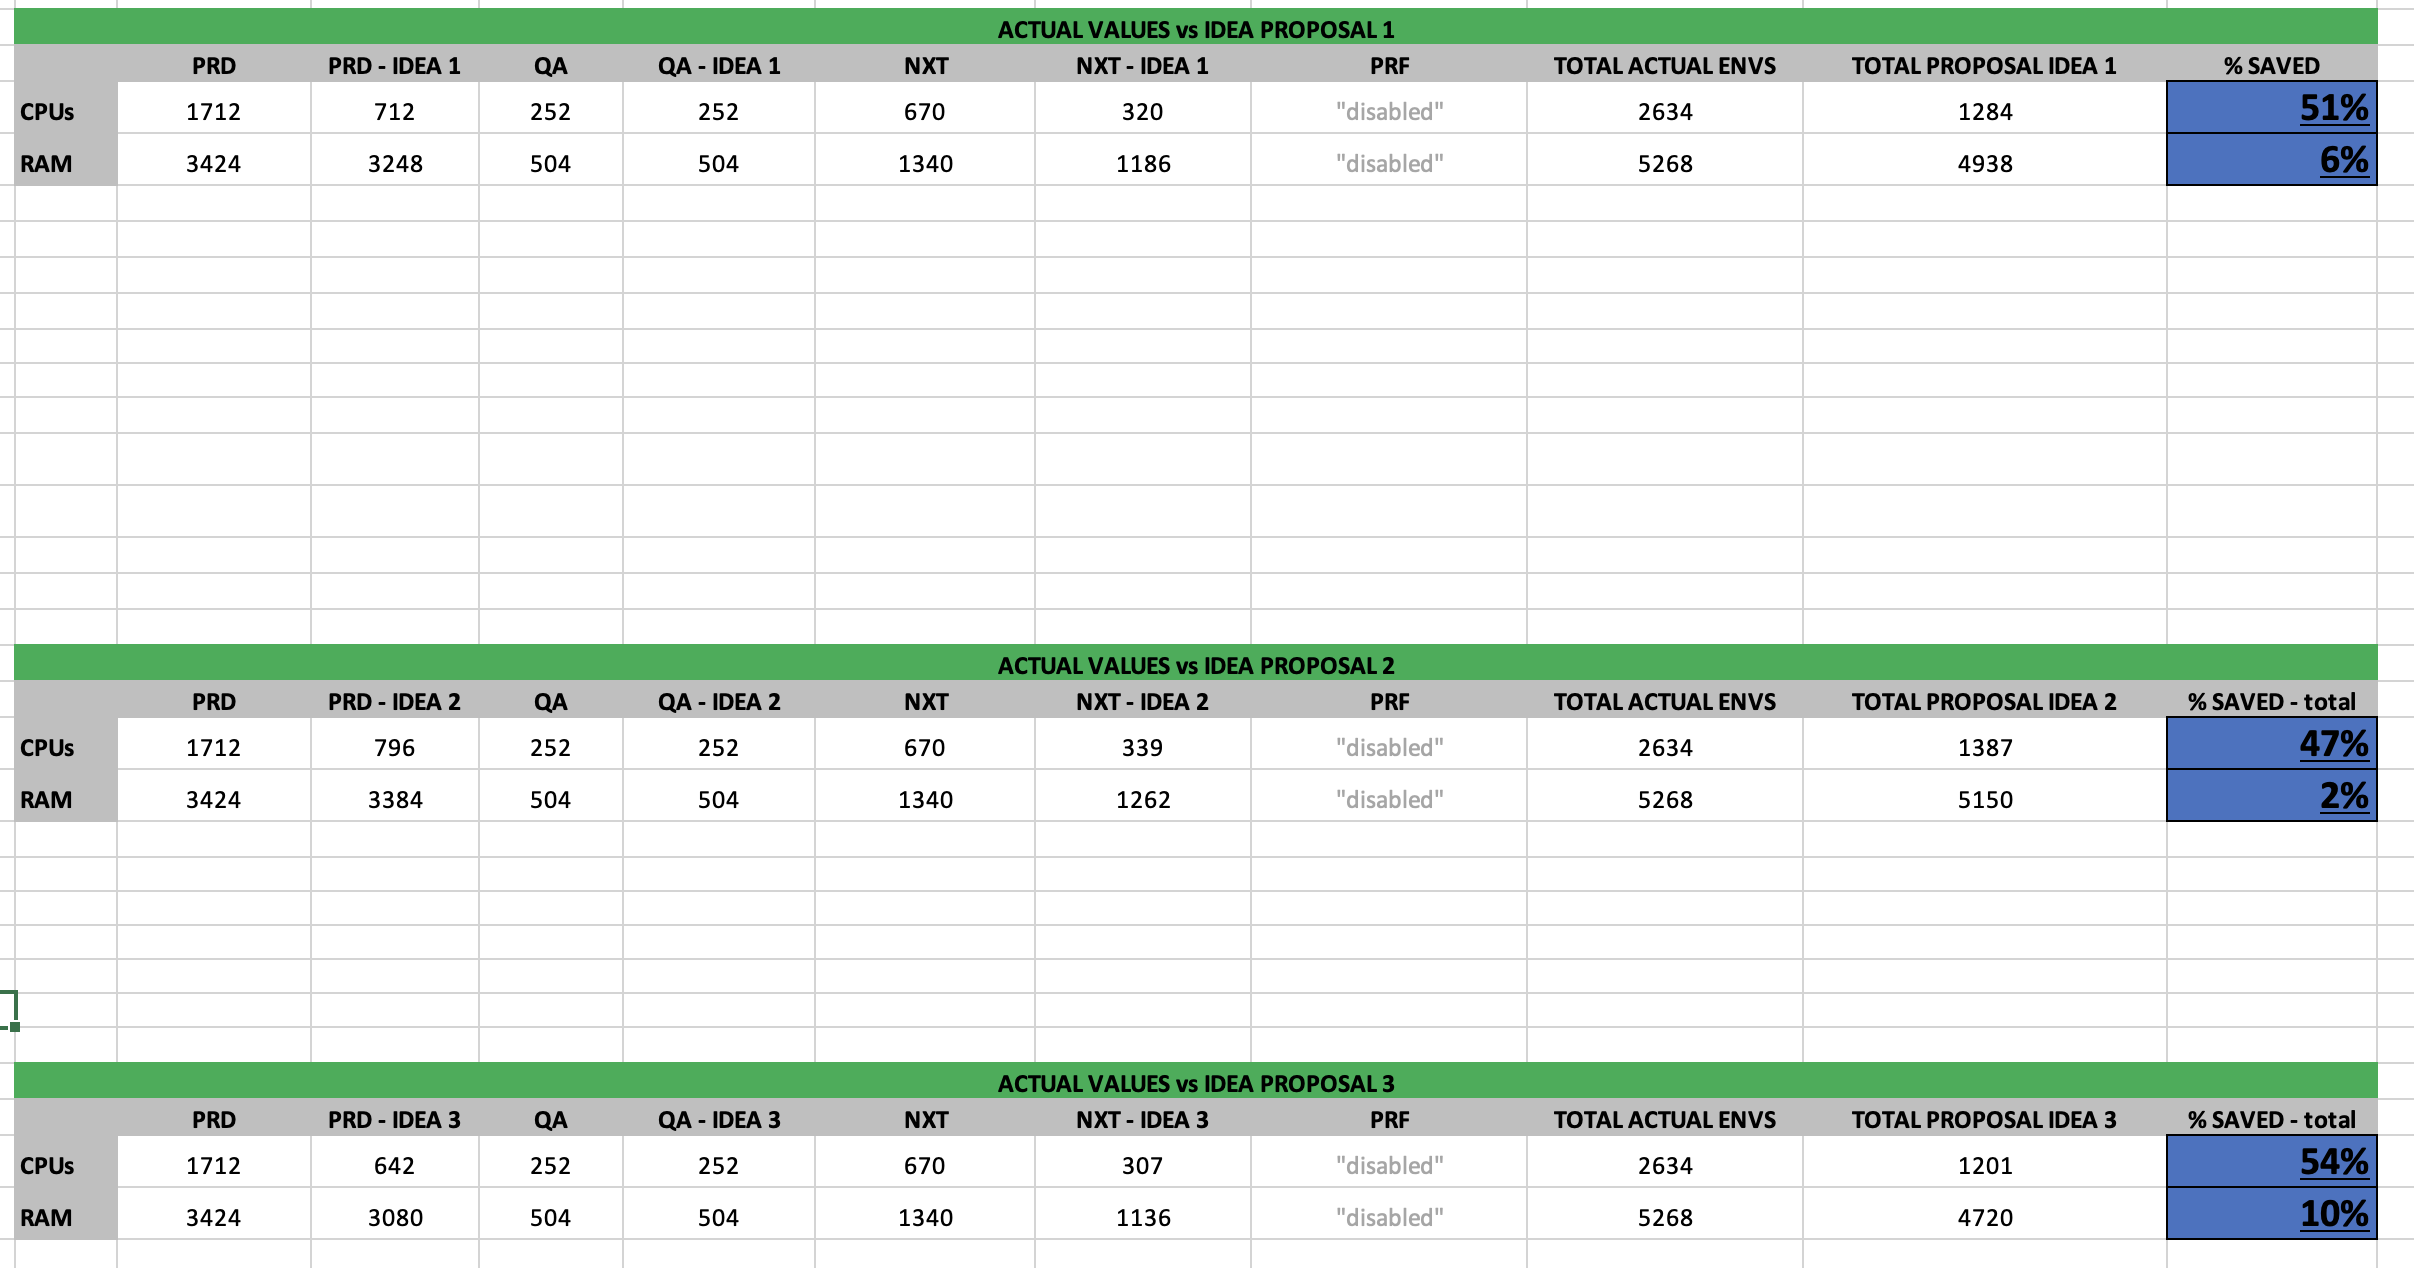 ACTUAL VALUES vs IDEA PROPOSAL 1
PRD PRD - IDEA 1 QA QA - IDEA 1 NXT NXT - IDEA 1 PRF TOTAL ACTUAL ENVS TOTAL PROPOSAL IDEA 1 % SAVED
CPUs 1712 712 252 252 670 320 "disabled" 2634 1284 51%
RAM 3424 3248 504 504 1340 1186 "disabled" 5268 4938 6%
ACTUAL VALUES vs IDEA PROPOSAL 2
PRD PRD - IDEA 2 QA QA - IDEA 2 NXT NXT - IDEA 2 PRF TOTAL ACTUAL ENVS TOTAL PROPOSAL IDEA 2 % SAVED - total
CPUs 1712 796 252 252 670 339 "disabled" 2634 1387 47%
RAM 3424 3384 504 504 1340 1262 "disabled" 5268 5150 2%
ACTUAL VALUES vs IDEA PROPOSAL 3
PRD PRD - IDEA 3 QA QA - IDEA 3 NXT NXT - IDEA 3 PRF TOTAL ACTUAL ENVS TOTAL PROPOSAL IDEA 3 % SAVED - total
CPUs 1712 642 252 252 670 307 "disabled" 2634 1201 54%
RAM 3424 3080 504 504 1340 1136 "disabled" 5268 4720 10%